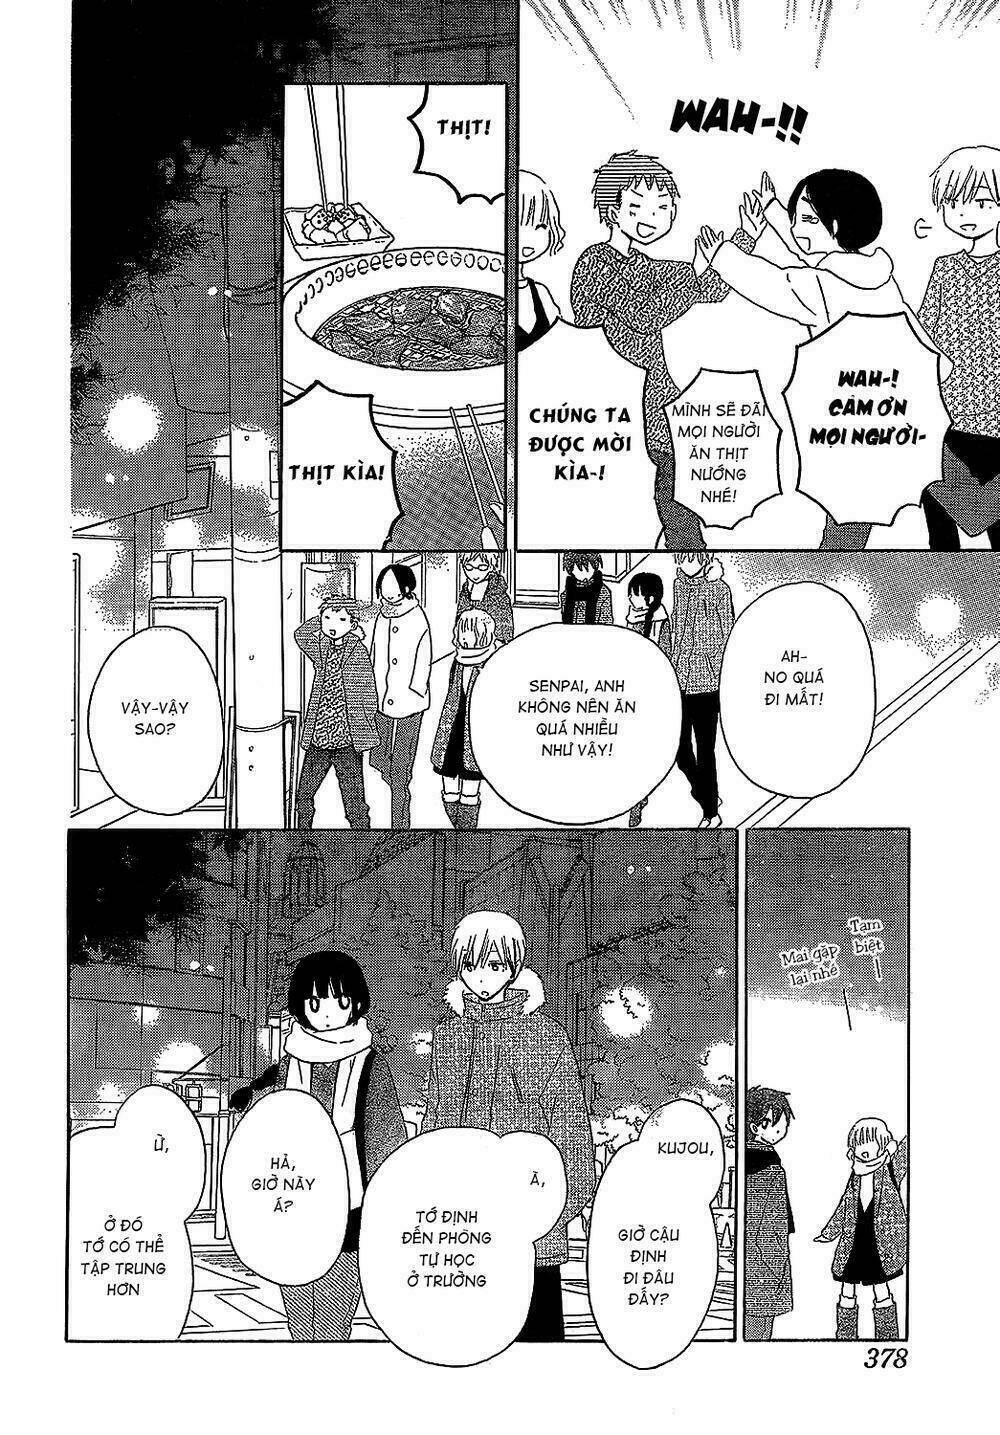 WAH-!!
WAH-!
CẢM ƠN
MỌI NGƯỜI-
MÌNH SẼ ĐÃI
MỌI NGƯỜI
ĂN THỊT
NƯỚNG
NHÉ!
CHÚNG TA
ĐƯỢC MỜI
KÌA-!
THỊT!
THỊT KÌA!
AH-
NO QUÁ
ĐI MẤT!
SENPAI, ANH
KHÔNG NÊN ĂN
QUÁ NHIỀU
NHƯ VẬY!
VẬY-VẬY
SAO?
Tạm
biệt
Mai gặp
lại nhé
KUJOU,
GIỜ CẬU
ĐỊNH
ĐI ĐÂU
ĐẤY?
À,
TỚ ĐỊNH
ĐẾN PHÒNG
TỰ HỌC
Ở TRƯỜNG
HẢ,
GIỜ NÀY
Á?
Ừ,
Ở ĐÓ
TỚ CÓ THỂ
TẬP TRUNG
HƠN
378